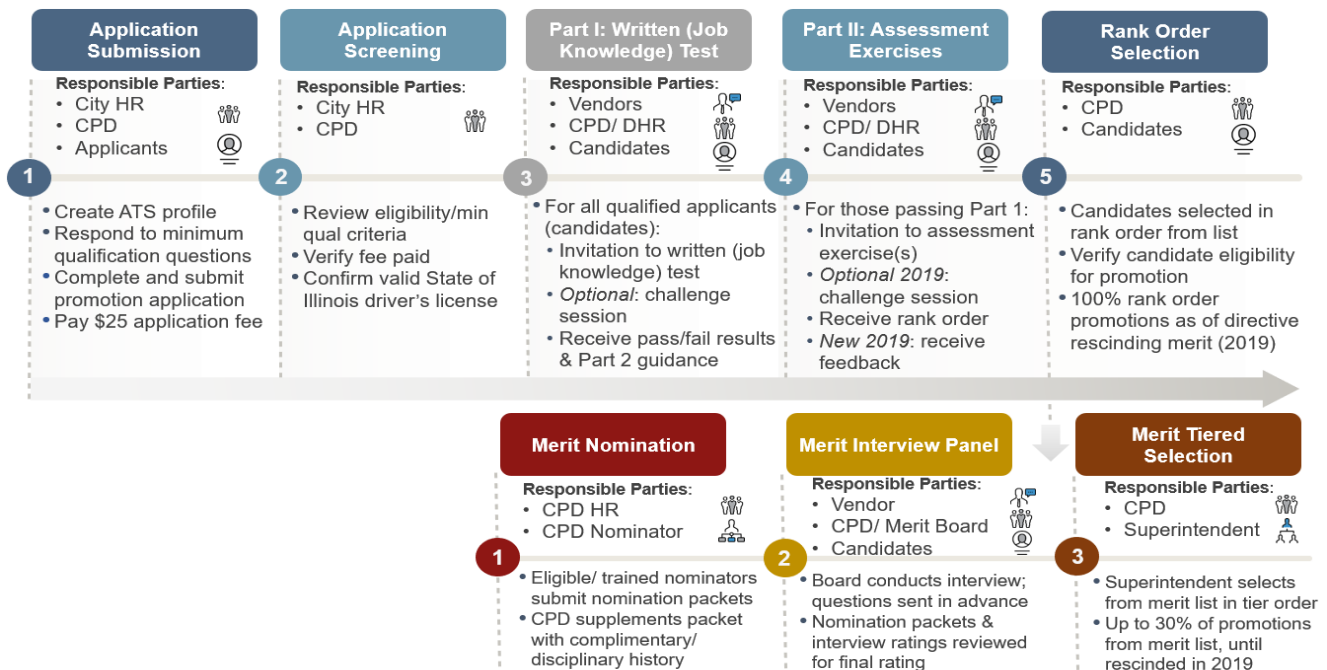 Application
Submission
Responsible Parties:
• City HR
• CPD
• Applicants
1
• Create ATS profile
• Respond to minimum
qualification questions
• Complete and submit
promotion application
• Pay $25 application fee
Application
Screening
Responsible Parties:
• City HR
• CPD
2
• Review eligibility/min
qual criteria
• Verify fee paid
• Confirm valid State of
Illinois driver's license
Part I: Written (Job
Knowledge) Test
Responsible Parties:
• Vendors
• CPD/ DHR
• Candidates
3
• For all qualified applicants
(candidates):
• Invitation to written (job
knowledge) test
• Optional: challenge
session
• Receive pass/fail results
& Part 2 guidance
Part II: Assessment
Exercises
Responsible Parties:
• Vendors
• CPD/ DHR
• Candidates
4
• For those passing Part 1:
• Invitation to assessment
exercise(s)
• Optional 2019:
challenge session
• Receive rank order
• New 2019: receive
feedback
Rank Order
Selection
Responsible Parties:
• CPD
• Candidates
5
• Candidates selected in
rank order from list
• Verify candidate eligibility
for promotion
• 100% rank order
promotions as of directive
rescinding merit (2019)
Merit Nomination
Responsible Parties:
• CPD HR
• CPD Nominator
1
• Eligible/ trained nominators
submit nomination packets
• CPD supplements packet
with complimentary/
disciplinary history
Merit Interview Panel
Responsible Parties:
• Vendor
• CPD/ Merit Board
• Candidates
2
• Board conducts interview;
questions sent in advance
• Nomination packets &
interview ratings reviewed
for final rating
Merit Tiered
Selection
Responsible Parties:
• CPD
• Superintendent
3
• Superintendent selects
from merit list in tier order
• Up to 30% of promotions
from merit list, until
rescinded in 2019